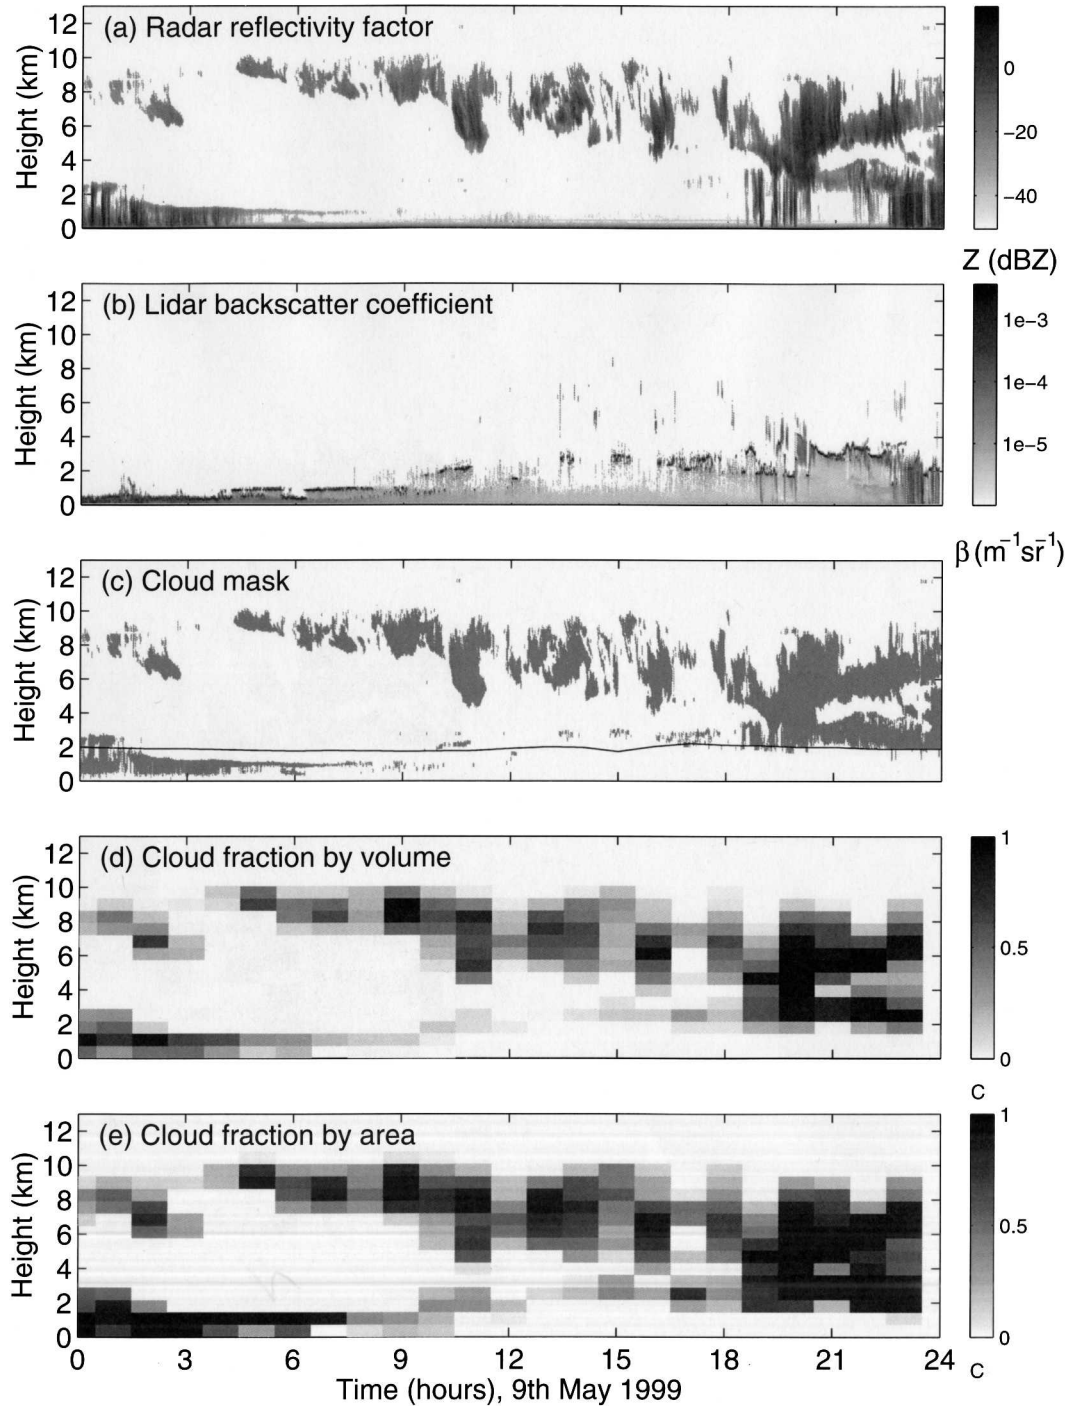 (a) Radar reflectivity factor
Height (km)
12
10
8
6
4
2
0
0
−20
−40
Z (dBZ)
(b) Lidar backscatter coefficient
Height (km)
12
10
8
6
4
2
0
1e−3
1e−4
1e−5
β (m⁻¹sr⁻¹)
(c) Cloud mask
Height (km)
12
10
8
6
4
2
0
(d) Cloud fraction by volume
Height (km)
12
10
8
6
4
2
0
1
0.5
0
C
(e) Cloud fraction by area
Height (km)
12
10
8
6
4
2
0
1
0.5
0
C
0 3 6 9 12 15 18 21 24
Time (hours), 9th May 1999